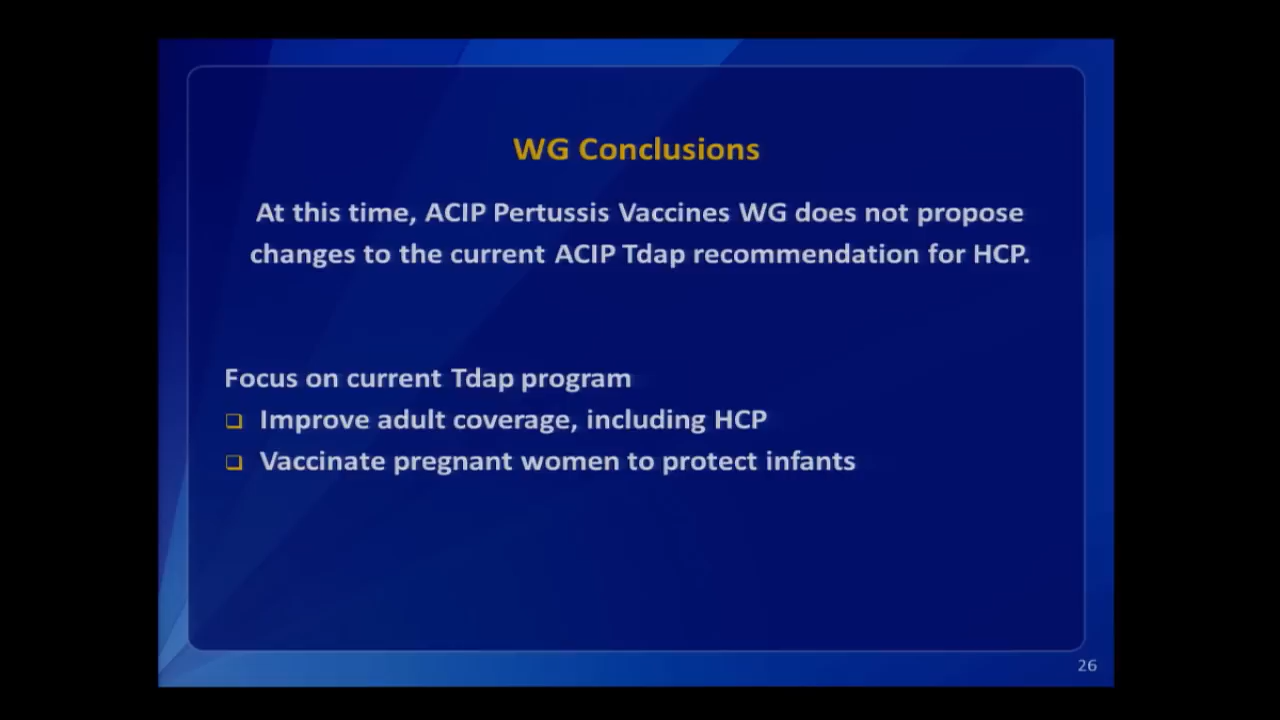 WG Conclusions
At this time, ACIP Pertussis Vaccines WG does not propose
changes to the current ACIP Tdap recommendation for HCP.
Focus on current Tdap program
❑ Improve adult coverage, including HCP
❑ Vaccinate pregnant women to protect infants
26